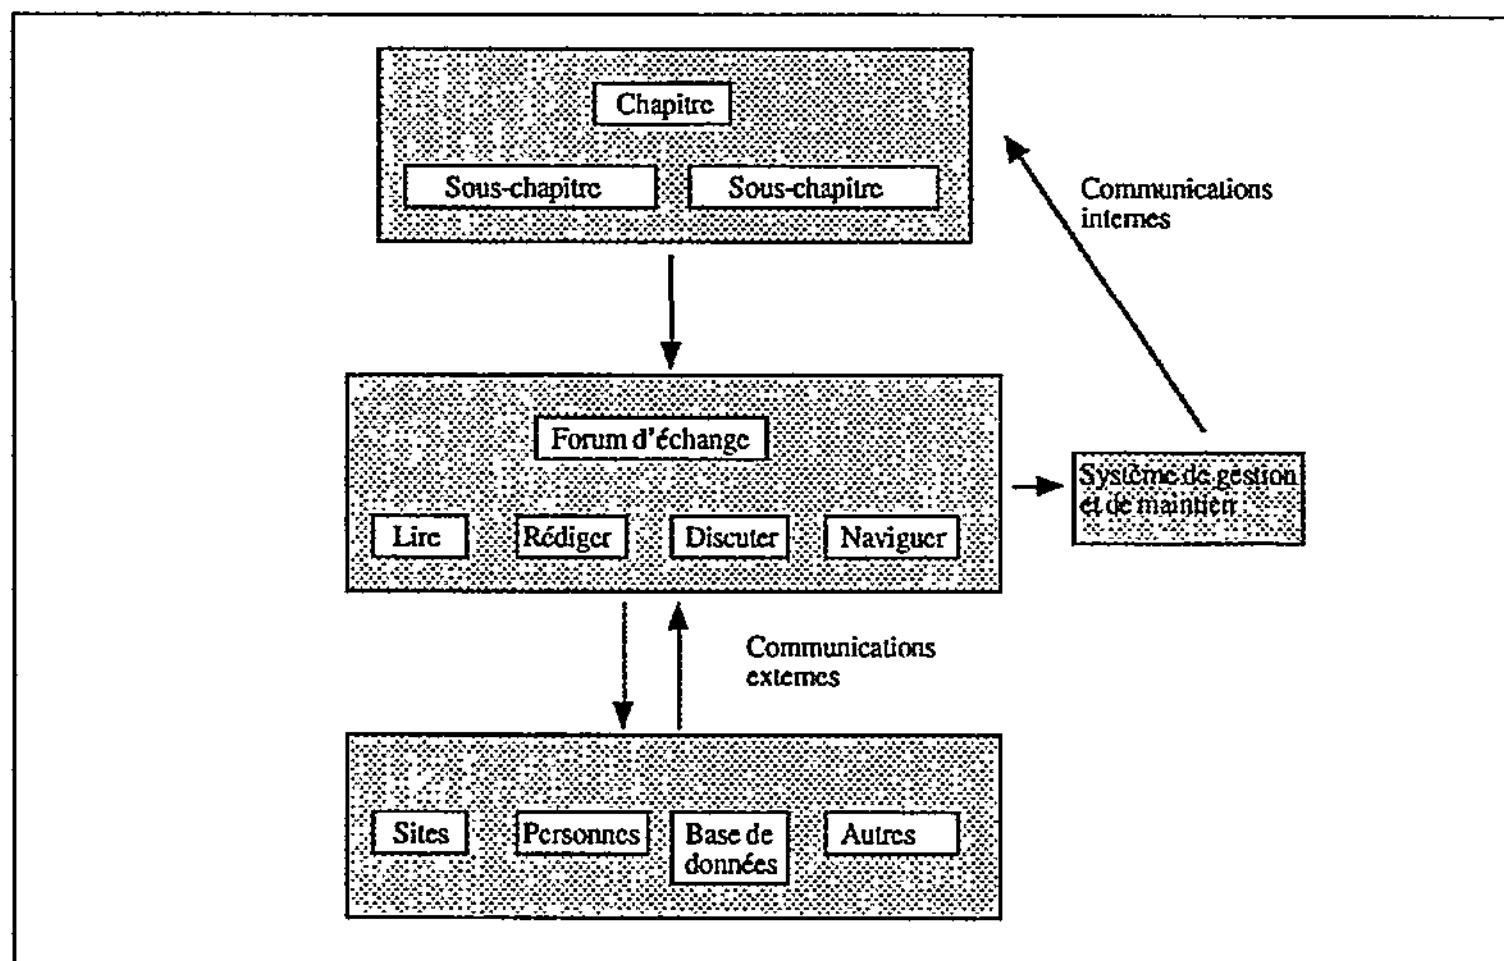 Chapitre
Sous-chapitre
Sous-chapitre
Communications
internes
Forum d'échange
Système de gestion
et de maintien
Lire
Rédiger
Discuter
Naviguer
Communications
externes
Sites
Personnes
Base de
données
Autres